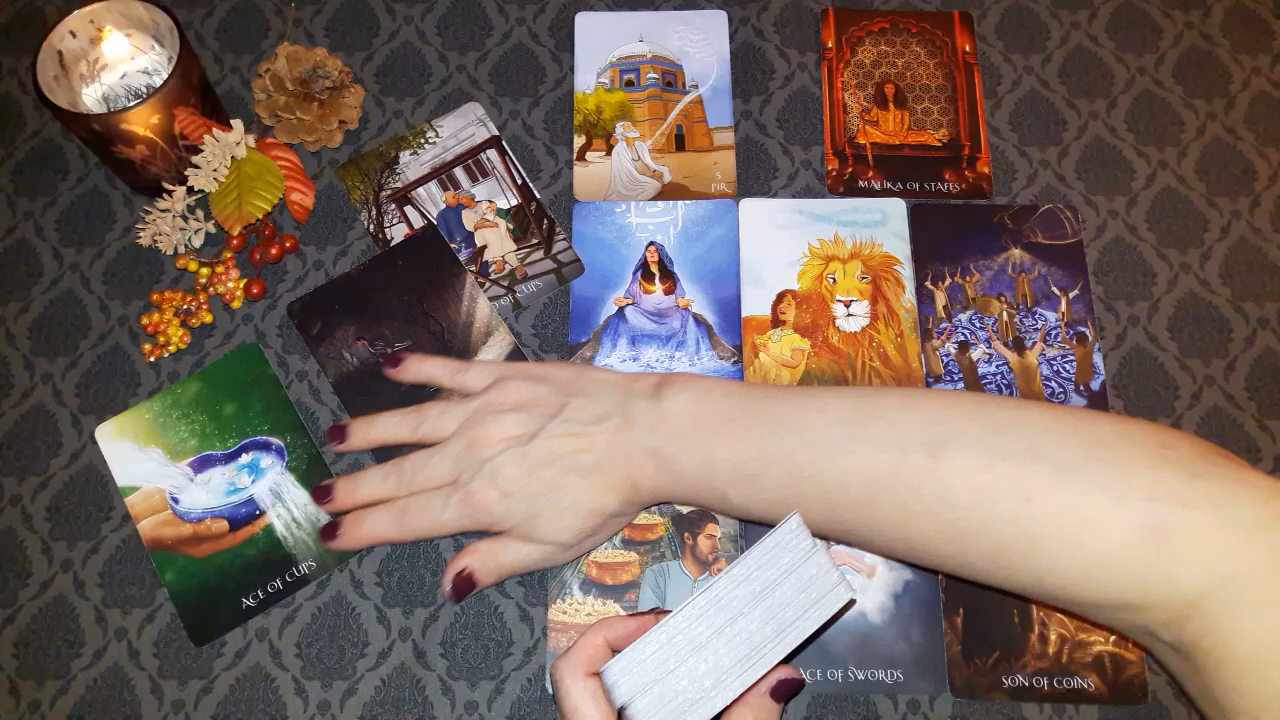 5
PIR
MALIKA OF STAFFS
OF CUPS
ACE OF CUPS
ACE OF SWORDS
SON OF COINS